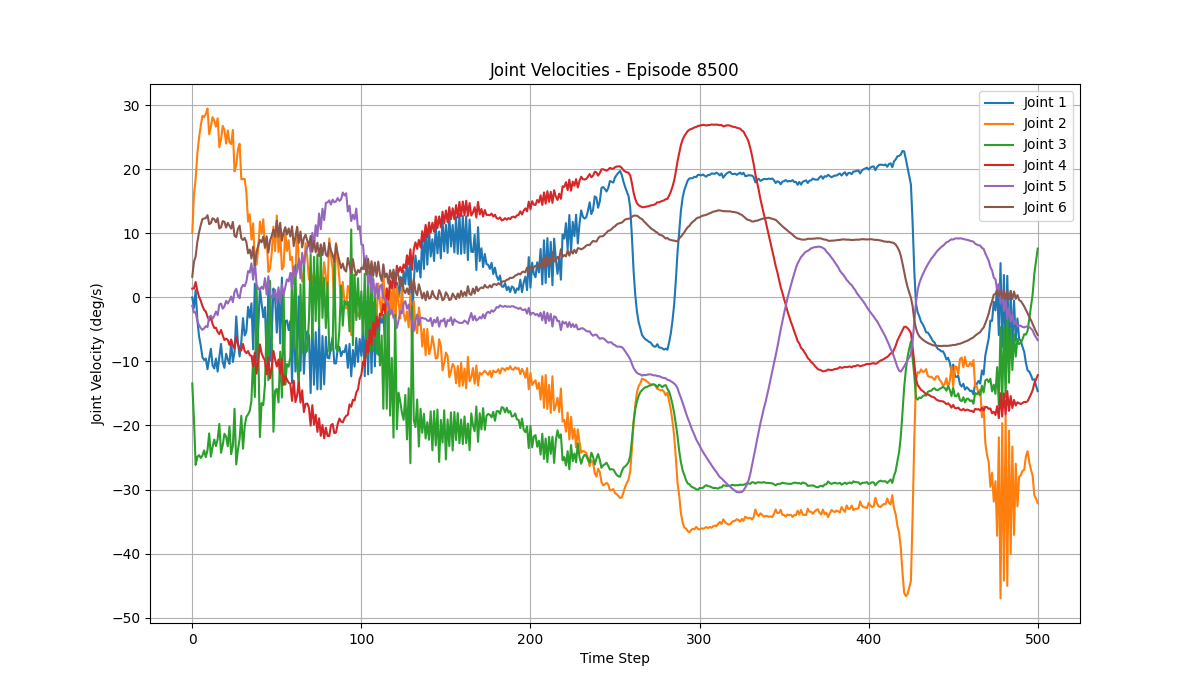 Joint Velocities - Episode 8500
Joint Velocity (deg/s)
30
20
10
0
−10
−20
−30
−40
−50
Joint 1
Joint 2
Joint 3
Joint 4
Joint 5
Joint 6
0
100
200
300
400
500
Time Step